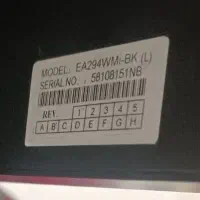 MODEL: EA294WMi-BK (L)
SERIAL NO. : 58108151NB
REV. 1 2 3 4 5
A B C D E F G H